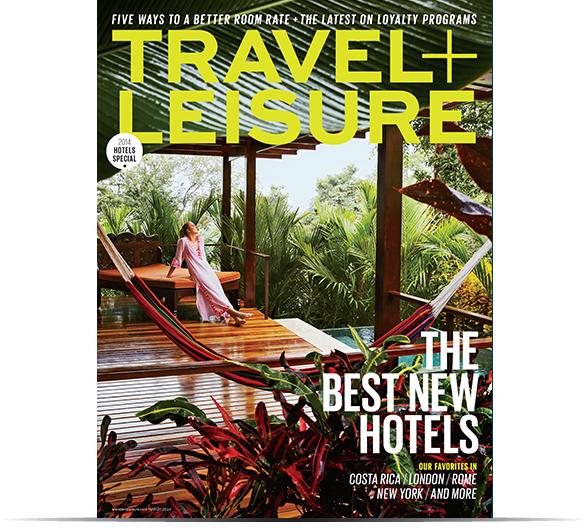 FIVE WAYS TO A BETTER ROOM RATE + THE LATEST ON LOYALTY PROGRAMS
TRAVEL+
LEISURE
2014
HOTELS
SPECIAL
THE
BEST NEW
HOTELS
OUR FAVORITES IN
COSTA RICA / LONDON / ROME
NEW YORK / AND MORE